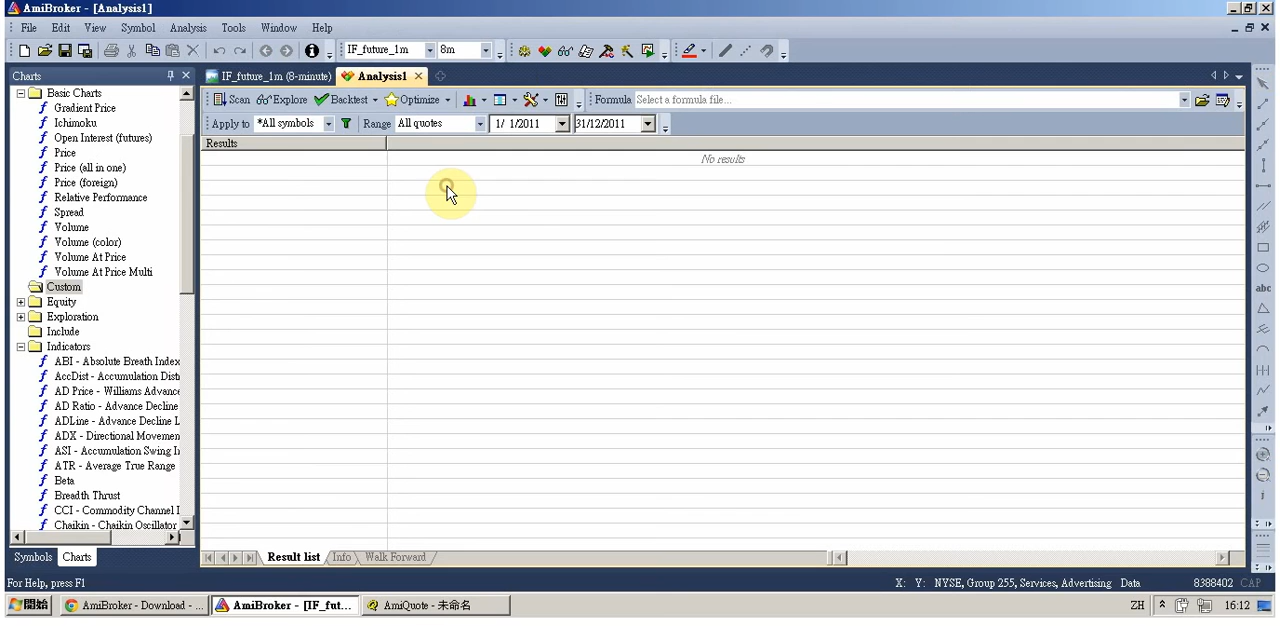 AmiBroker - [Analysis1]
File Edit View Symbol Analysis Tools Window Help
IF_future_1m 8m
Charts
IF_future_1m (8-minute) Analysis1
Basic Charts
Gradient Price
Ichimoku
Open Interest (futures)
Price
Price (all in one)
Price (foreign)
Relative Performance
Spread
Volume
Volume (color)
Volume At Price
Volume At Price Multi
Custom
Equity
Exploration
Include
Indicators
ABI - Absolute Breath Index
AccDist - Accumulation Distr
AD Price - Williams Advance
AD Ratio - Advance Decline
ADLine - Advance Decline L
ADX - Directional Movemen
ASI - Accumulation Swing In
ATR - Average True Range
Beta
Breadth Thrust
CCI - Commodity Channel I
Chaikin - Chaikin Oscillator
Symbols Charts
Scan Explore Backtest Optimize Formula Select a formula file...
Apply to *All symbols Range All quotes 1/ 1/2011 31/12/2011
Results
No results
Result list Info Walk Forward
For Help, press F1 X: Y: NYSE, Group 255, Services, Advertising Data 8388402 CAP
開始 AmiBroker - Download - ... AmiBroker - [IF_fut... AmiQuote - 未命名 ZH 16:12
abc